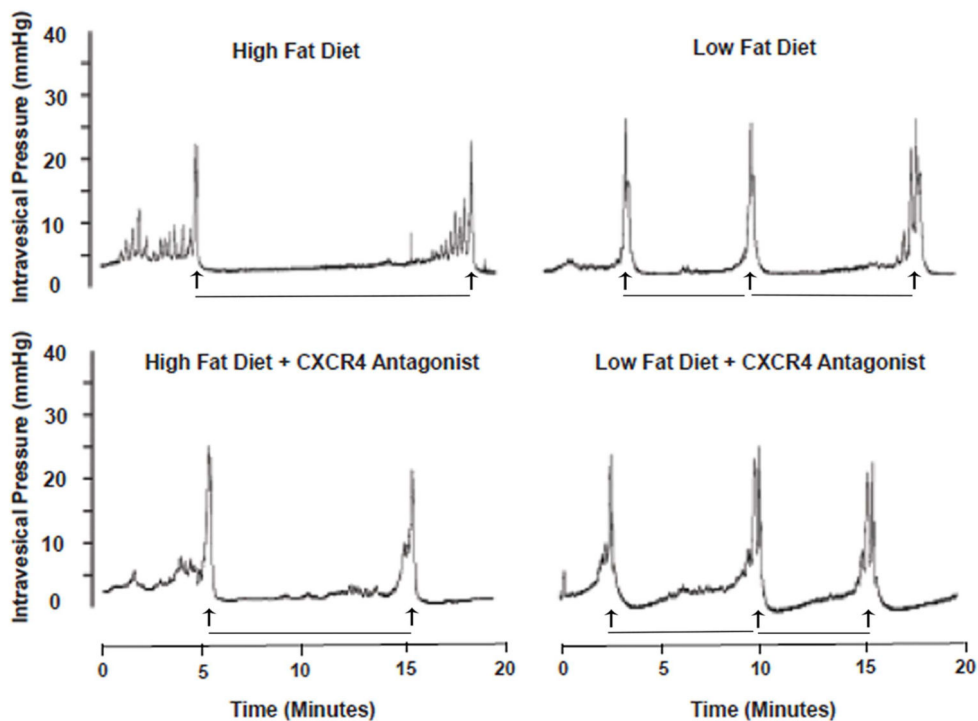 High Fat Diet
Low Fat Diet
Intravesical Pressure (mmHg)
40
30
20
10
0
High Fat Diet + CXCR4 Antagonist
Low Fat Diet + CXCR4 Antagonist
Intravesical Pressure (mmHg)
40
30
20
10
0
0 5 10 15 20
0 5 10 15 20
Time (Minutes)
Time (Minutes)